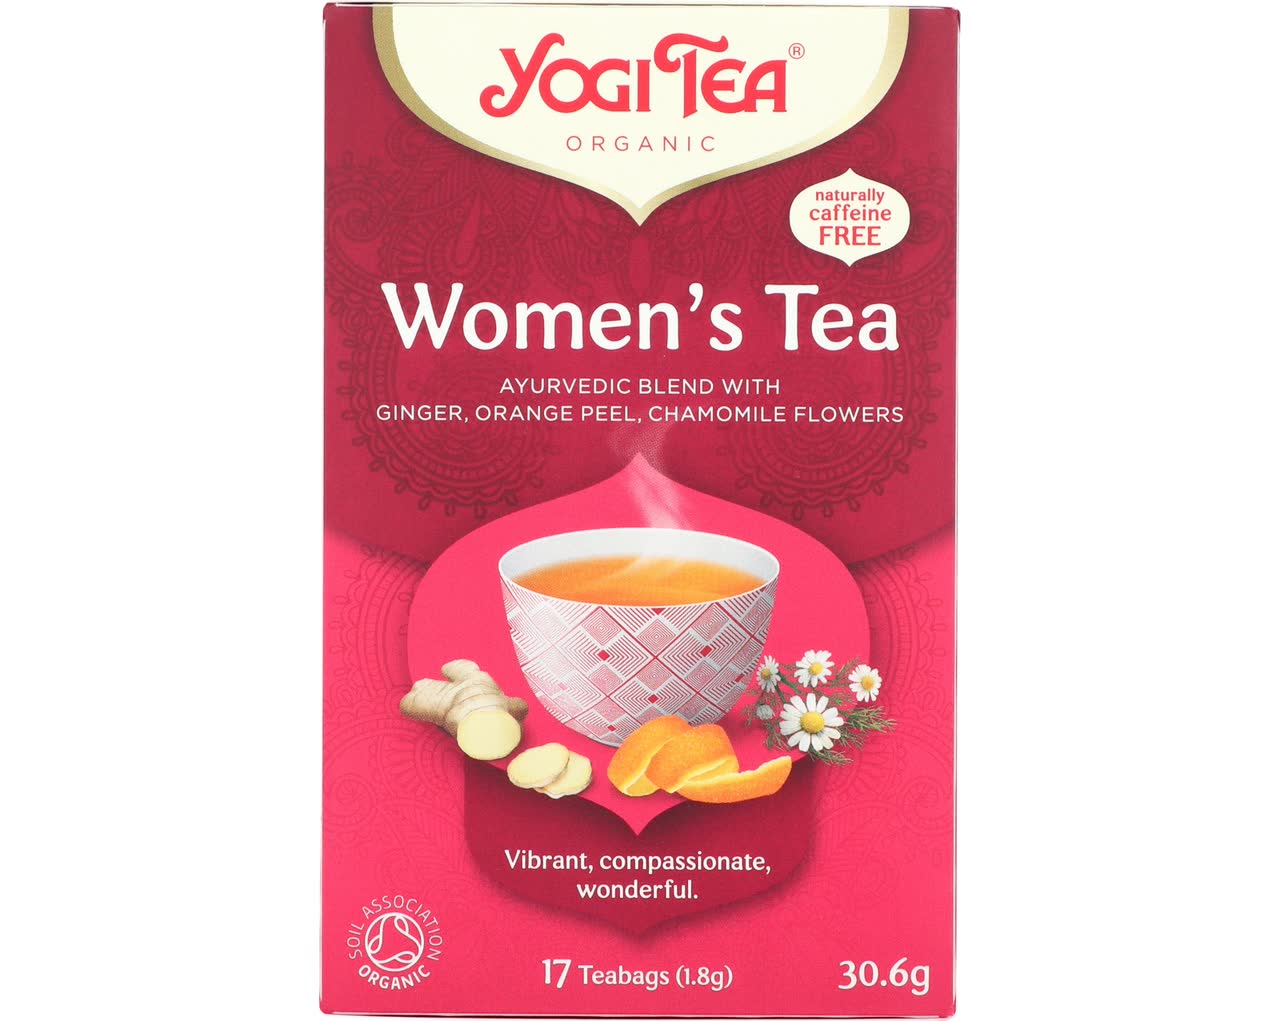 YOGI TEA®
ORGANIC
naturally
caffeine
FREE
Women's Tea
AYURVEDIC BLEND WITH
GINGER, ORANGE PEEL, CHAMOMILE FLOWERS
Vibrant, compassionate,
wonderful.
SOIL ASSOCIATION
ORGANIC
17 Teabags (1.8g)
30.6g